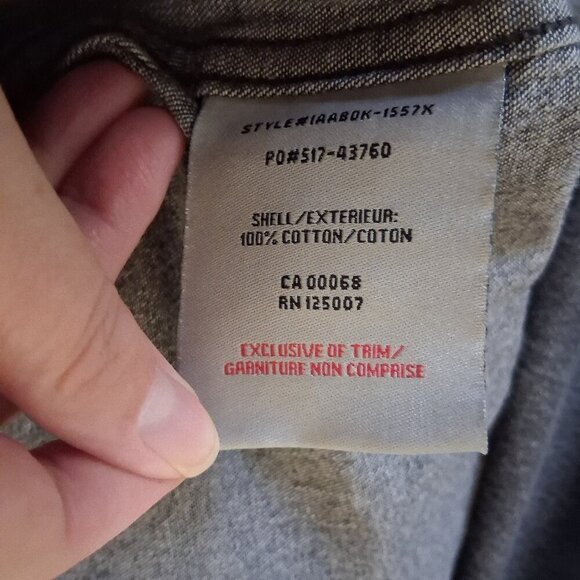 STYLE#IAABOK-1557X
PO#517-43760
SHELL/EXTERIEUR:
100% COTTON/COTON
CA 00068
RN 125007
EXCLUSIVE OF TRIM/
GARNITURE NON COMPRISE